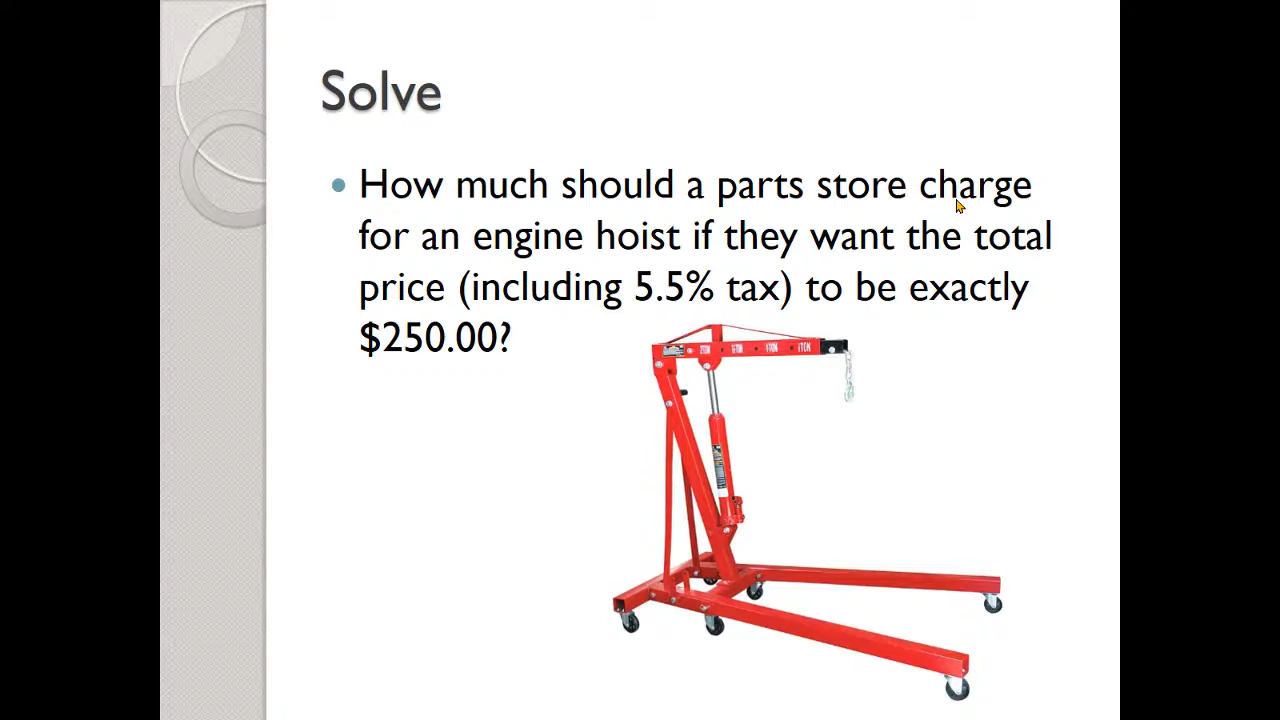 Solve
How much should a parts store charge
for an engine hoist if they want the total
price (including 5.5% tax) to be exactly
$250.00?
1TON